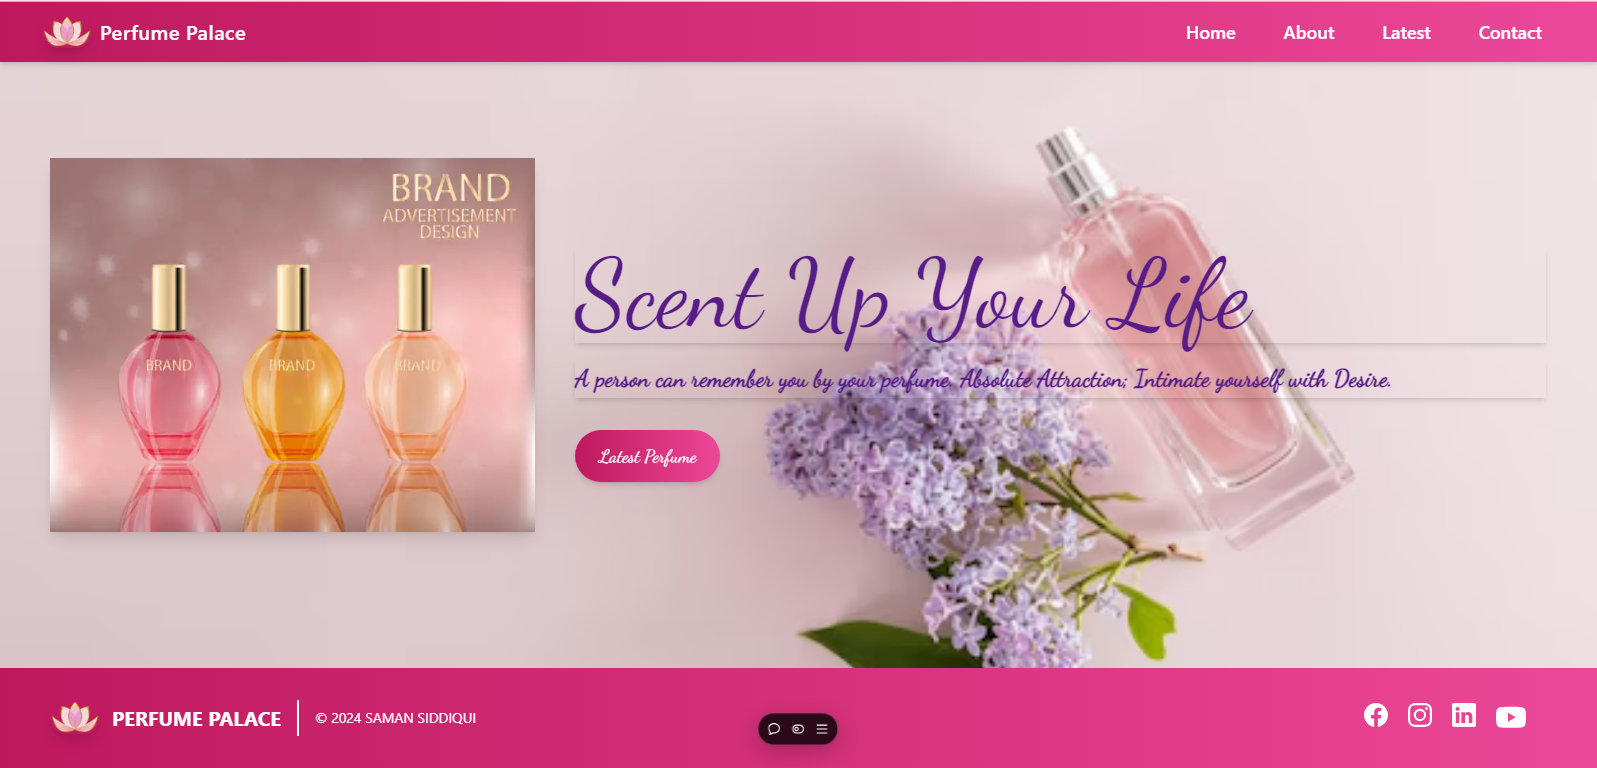 Perfume Palace
Home About Latest Contact
BRAND
ADVERTISEMENT
DESIGN
BRAND BRAND BRAND
Scent Up Your Life
A person can remember you by your perfume. Absolute Attraction; Intimate yourself with Desire.
Latest Perfume
PERFUME PALACE
© 2024 SAMAN SIDDIQUI